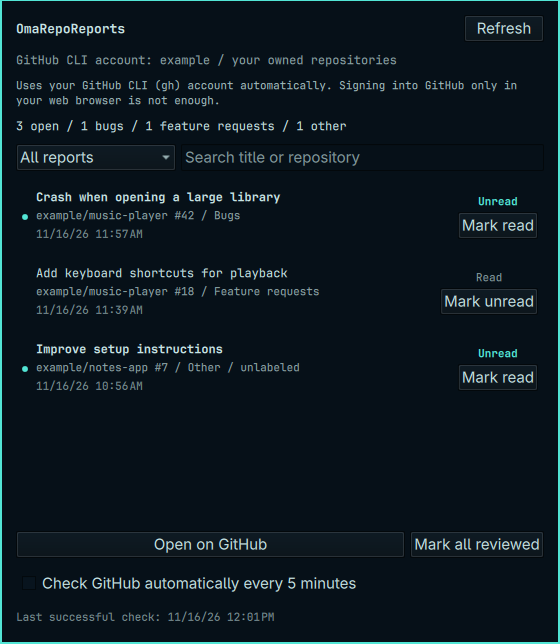 OmaRepoReports
Refresh
GitHub CLI account: example / your owned repositories
Uses your GitHub CLI (gh) account automatically. Signing into GitHub only in
your web browser is not enough.
3 open / 1 bugs / 1 feature requests / 1 other
All reports
Search title or repository
Crash when opening a large library
Unread
example/music-player #42 / Bugs
Mark read
11/16/26 11:57AM
Add keyboard shortcuts for playback
Read
example/music-player #18 / Feature requests
Mark unread
11/16/26 11:39AM
Improve setup instructions
Unread
example/notes-app #7 / Other / unlabeled
Mark read
11/16/26 10:56AM
Open on GitHub
Mark all reviewed
Check GitHub automatically every 5 minutes
Last successful check: 11/16/26 12:01PM